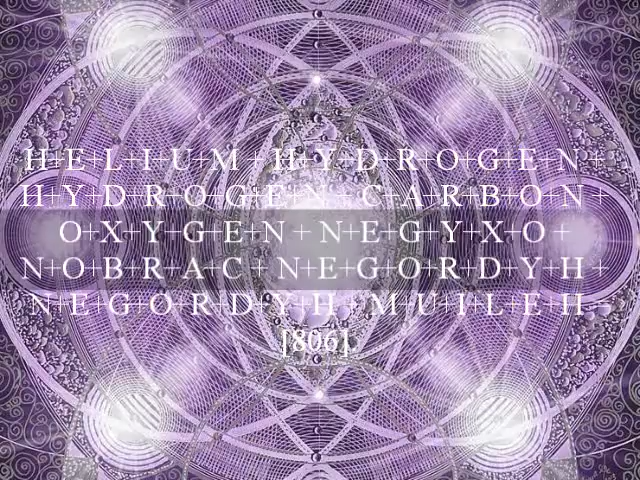 H+E+L+I+U+M + H+Y+D+R+O+G+E+N +
H+Y+D+R+O+G+E+N + C+A+R+B+O+N +
O+X+Y+G+E+N + N+E+G+Y+X+O +
N+O+B+R+A+C + N+E+G+O+R+D+Y+H +
N+E+G+O+R+D+Y+H + M+U+I+L+E+H =
[806]